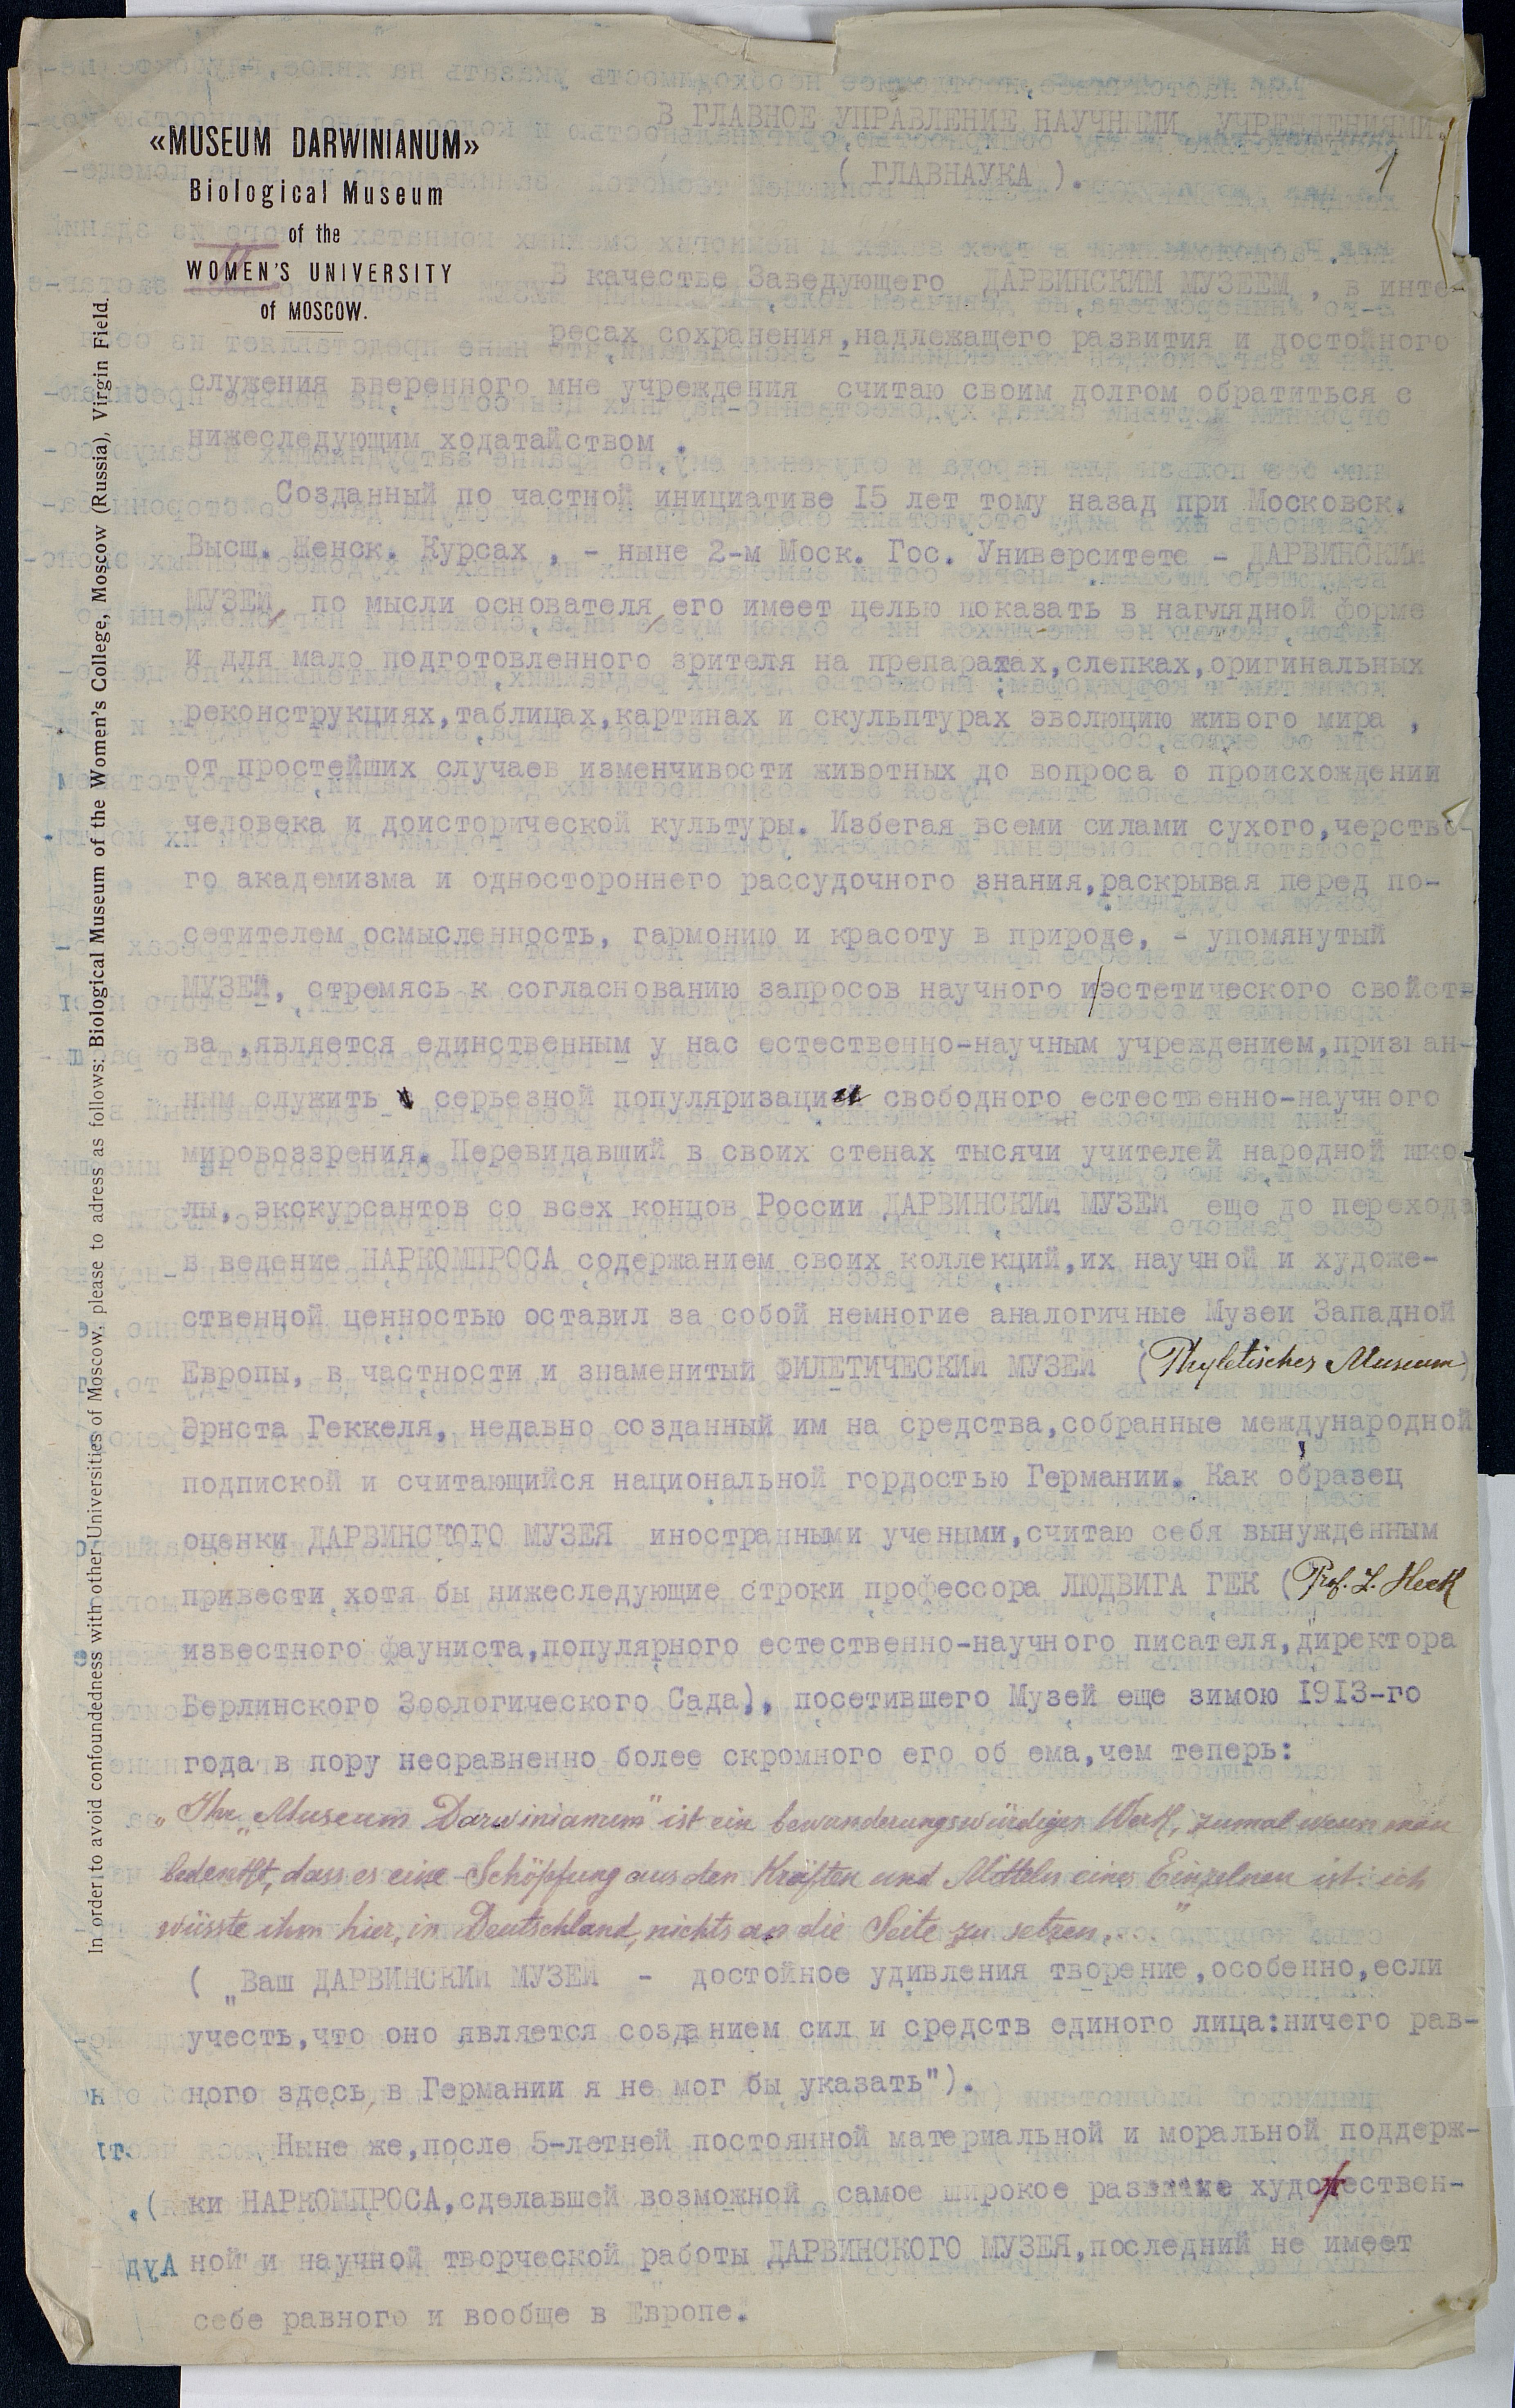 «MUSEUM DARWINIANUM»
Biological Museum
of the
WOMEN'S UNIVERSITY
of MOSCOW.
In order to avoid confoundedness with other Universities of Moscow, please to adress as follows: Biological Museum of the Women's College, Moscow (Russia), Virgin Field.
1
В ГЛАВНОЕ УПРАВЛЕНИЕ НАУЧНЫМИ УЧРЕЖДЕНИЯМИ.
( ГЛАВНАУКА ).
В качестве Заведующего ДАРВИНСКИМ МУЗЕЕМ , в инте-
ресах сохранения,надлежащего развития и достойного
служения вверенного мне учреждения считаю своим долгом обратиться с
нижеследующим ходатайством .
Созданный по частной инициативе 15 лет тому назад при Московск.
Высш. Женск. Курсах , - ныне 2-м Моск. Гос. Университете - ДАРВИНСКИЙ
МУЗЕЙ по мысли основателя его имеет целью показать в наглядной форме
и для мало подготовленного зрителя на препаратах,слепках,оригинальных
реконструкциях,таблицах,картинах и скульптурах эволюцию живого мира ,
от простейших случаев изменчивости животных до вопроса о происхождении
человека и доисторической культуры. Избегая всеми силами сухого,черство-
го академизма и одностороннего рассудочного знания,раскрывая перед по-
сетителем осмысленность, гармонию и красоту в природе, - упомянутый
МУЗЕЙ, стремясь к согласнованию запросов научного и/эстетического свойст
ва ,является единственным у нас естественно-научным учреждением,призван-
ным служить серьезной популяризации свободного естественно-научного
мировоззрения. Перевидавший в своих стенах тысячи учителей народной шко-
лы, экскурсантов со всех концов России ДАРВИНСКИЙ МУЗЕЙ еще до перехода
в ведение НАРКОМПРОСА содержанием своих коллекций,их научной и художе-
ственной ценностью оставил за собой немногие аналогичные Музеи Западной
Европы, в частности и знаменитый ФИЛЕТИЧЕСКИЙ МУЗЕЙ (Phyletisches Museum)
Эрнста Геккеля, недавно созданный им на средства,собранные международной
подпиской и считающийся национальной гордостью Германии. Как образец
оценки ДАРВИНСКОГО МУЗЕЯ иностранными учеными,считаю себя вынужденным
привести хотя бы нижеследующие строки профессора ЛЮДВИГА ГЕК (Prof. L. Heck
известного фауниста,популярного естественно-научного писателя,директора
Берлинского Зоологического Сада), посетившего Музей еще зимою 1913-го
года в пору несравненно более скромного его об ема,чем теперь:
„Ihr „Museum Darwinianum" ist ein bewunderungswürdiges Werk, zumal wenn man
bedenkt, dass es eine Schöpfung aus den Kräften und Mitteln eines Einzelnen ist: ich
wüsste ihm hier, in Deutschland, nichts an die Seite zu setzen..."
( „Ваш ДАРВИНСКИЙ МУЗЕЙ - достойное удивления творение,особенно,если
учесть,что оно является созданием сил и средств единого лица:ничего рав-
ного здесь в Германии я не мог бы указать").
Ныне же,после 5-летней постоянной материальной и моральной поддерж-
ки НАРКОМПРОСА,сделавшей возможной самое широкое развитие художествен-
ной и научной творческой работы ДАРВИНСКОГО МУЗЕЯ,последний не имеет
себе равного и вообще в Европе.